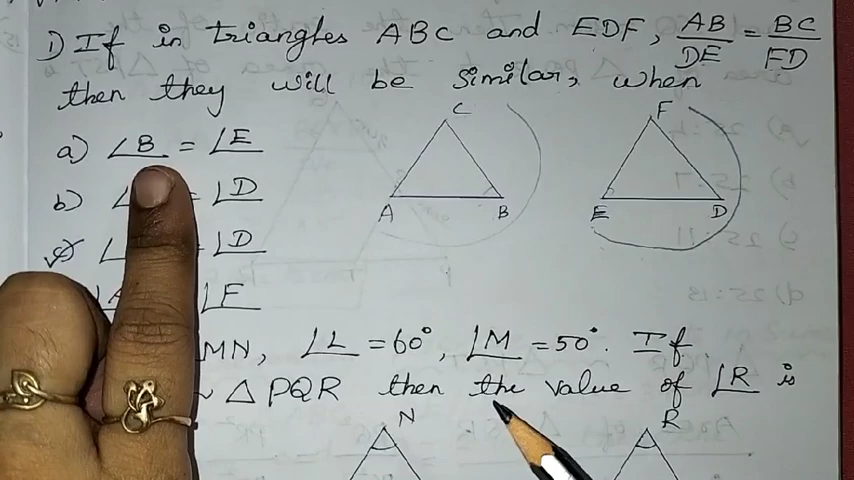 1) If in triangles ABC and EDF, AB/DE = BC/FD
then they will be similar, when
a) ∠B = ∠E
b) ∠ = ∠D
c) ∠ = ∠D
∠A ∠F
C
F
A
B
E
D
MN, ∠L = 60°, ∠M = 50°. If
~ △PQR then the value of ∠R is
N
R